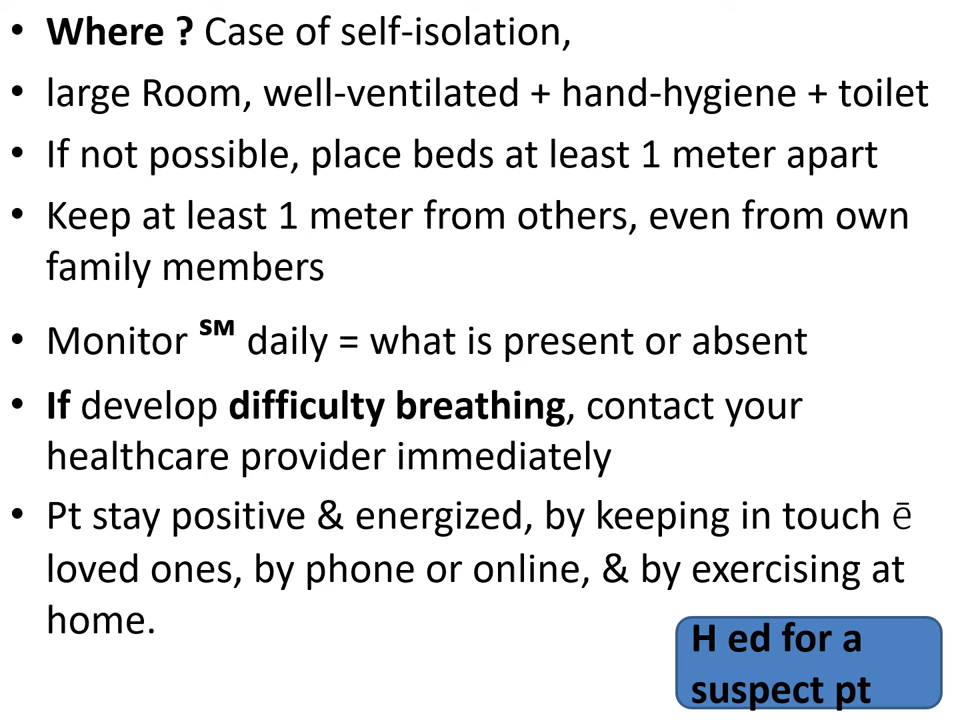 • Where ? Case of self-isolation,
• large Room, well-ventilated + hand-hygiene + toilet
• If not possible, place beds at least 1 meter apart
• Keep at least 1 meter from others, even from own
family members
• Monitor ℠ daily = what is present or absent
• If develop difficulty breathing, contact your
healthcare provider immediately
• Pt stay positive & energized, by keeping in touch ē
loved ones, by phone or online, & by exercising at
home.
H ed for a
suspect pt